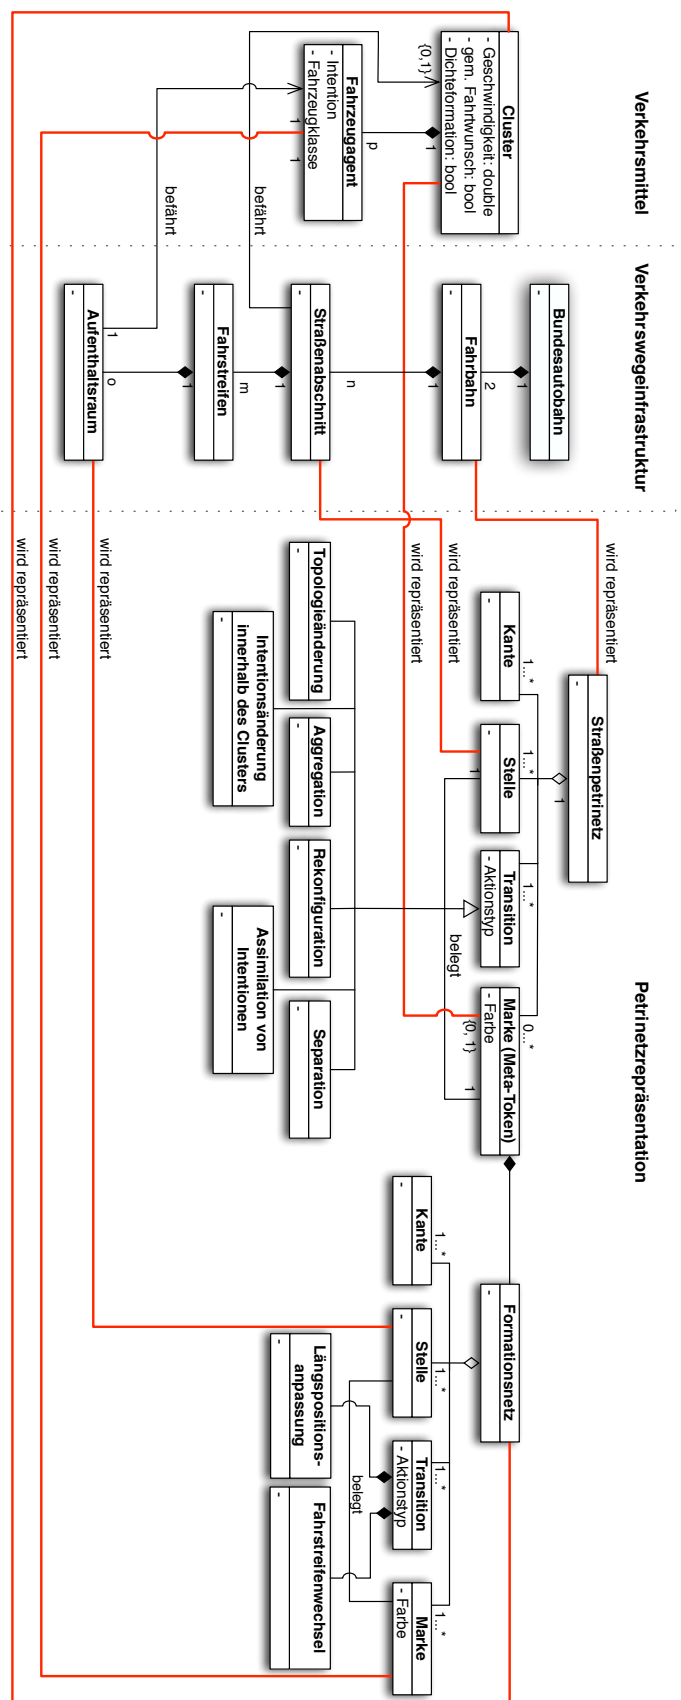 Verkehrsmittel
Cluster
- Geschwindigkeit: double
- gem. Fahrtwunsch: bool
- Dichteformation: bool
{0,1}
1
p
Fahrzeugagent
- Intention
- Fahrzeugklasse
1
1
befährt
befährt
Verkehrswegeinfrastruktur
Bundesautobahn
-
1
2
Fahrbahn
-
1
n
Straßenabschnitt
-
1
m
Fahrstreifen
-
1
o
1
Aufenthaltsraum
-
Petrinetzrepräsentation
wird repräsentiert
wird repräsentiert
wird repräsentiert
wird repräsentiert
wird repräsentiert
wird repräsentiert
Straßenpetrinetz
-
1
1...*
1...*
1...*
0...*
Kante
-
Stelle
-
1
Transition
- Aktionstyp
Marke (Meta-Token)
- Farbe
{0, 1}
1
belegt
Topologieänderung
-
Aggregation
-
Rekonfiguration
-
Separation
-
Intentionsänderung
innerhalb des Clusters
-
Assimilation von
Intentionen
-
Formationsnetz
-
1...*
1...*
1...*
1...*
Kante
-
Stelle
-
Transition
- Aktionstyp
Marke
- Farbe
belegt
Längspositions-
anpassung
-
Fahrstreifenwechsel
-